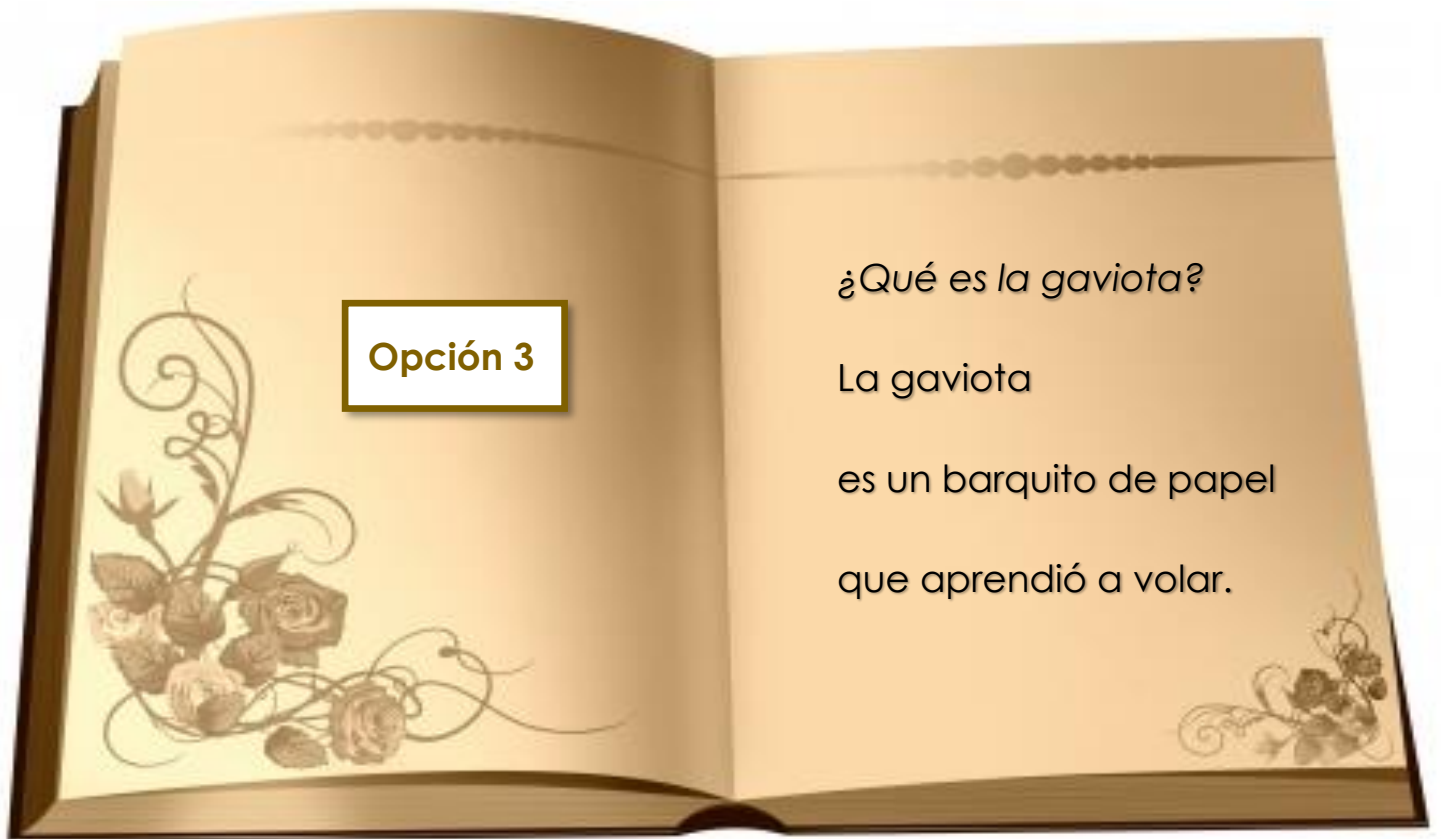 Opción 3
¿Qué es la gaviota?
La gaviota
es un barquito de papel
que aprendió a volar.